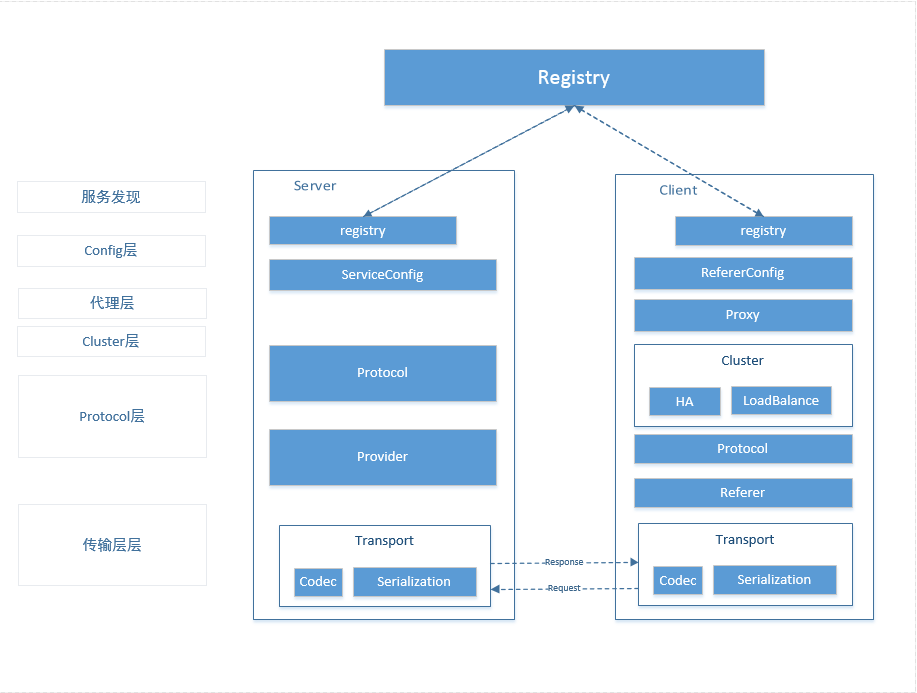 Registry
服务发现
Config层
代理层
Cluster层
Protocol层
传输层层
Server
registry
ServiceConfig
Protocol
Provider
Transport
Codec
Serialization
Client
registry
RefererConfig
Proxy
Cluster
HA
LoadBalance
Protocol
Referer
Transport
Codec
Serialization
Response
Request